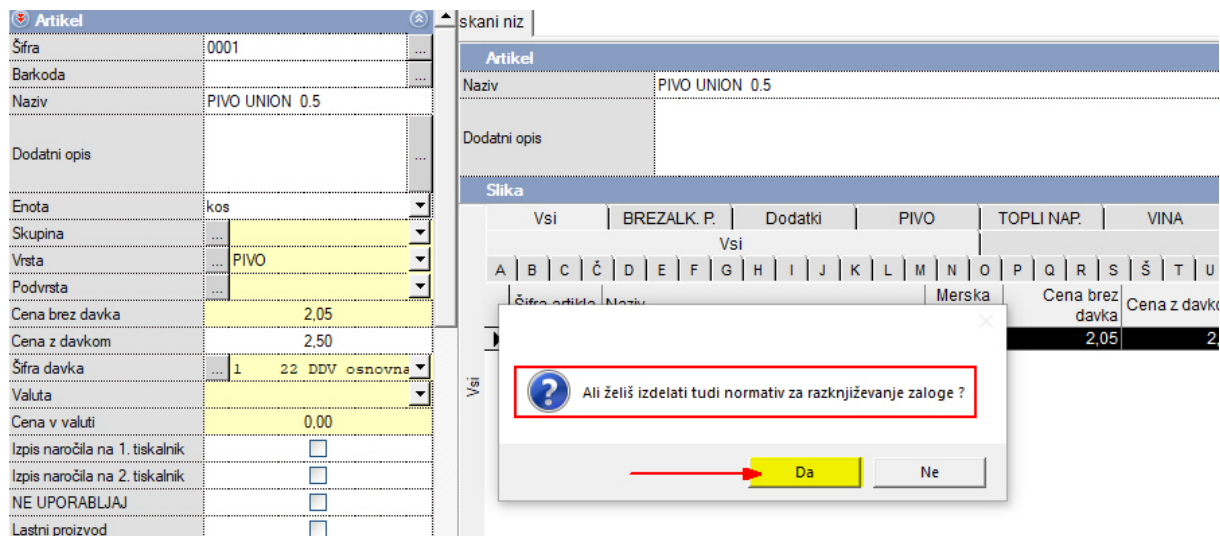 Artikel
Šifra 0001 ...
Barkoda ...
Naziv PIVO UNION 0.5
Dodatni opis ...
Enota kos
Skupina ...
Vrsta ... PIVO
Podvrsta ...
Cena brez davka 2,05
Cena z davkom 2,50
Šifra davka ... 1 22 DDV osnovna
Valuta
Cena v valuti 0,00
Izpis naročila na 1. tiskalnik
Izpis naročila na 2. tiskalnik
NE UPORABLJAJ
Lastni proizvod
skani niz
Artikel
Naziv PIVO UNION 0.5
Dodatni opis
Slika
Vsi BREZALK. P. Dodatki PIVO TOPLI NAP. VINA
Vsi
A B C Č D E F G H I J K L M N O P Q R S Š T U
Šifra artikla Naziv Merska Cena brez davka Cena z davko
2,05 2,
Vsi
Ali želiš izdelati tudi normativ za razknjiževanje zaloge ?
Da Ne